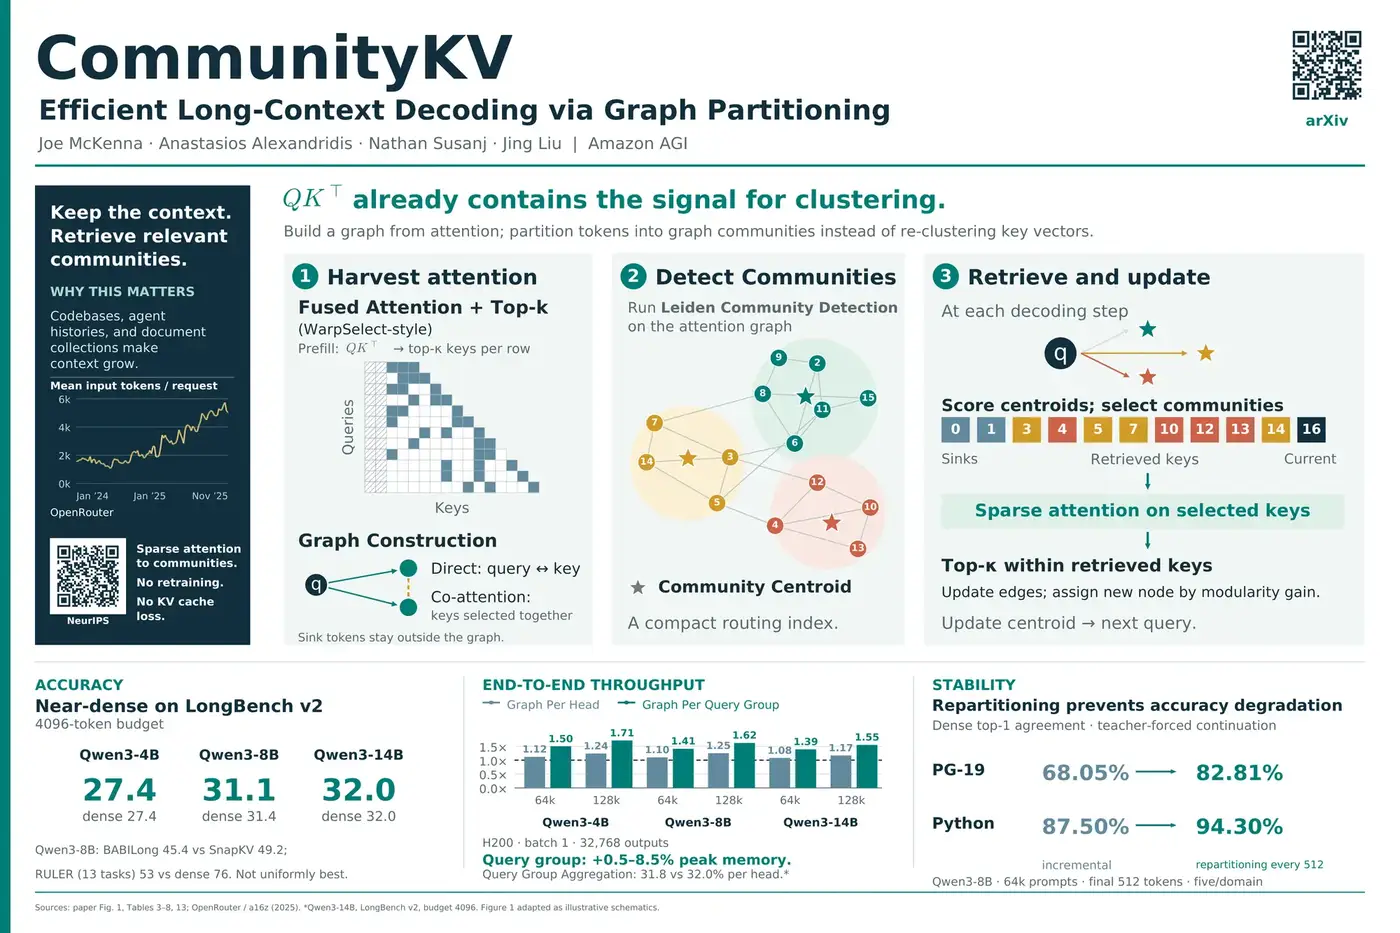 CommunityKV
Efficient Long-Context Decoding via Graph Partitioning
Joe McKenna · Anastasios Alexandridis · Nathan Susanj · Jing Liu | Amazon AGI
arXiv
Keep the context.
Retrieve relevant
communities.
WHY THIS MATTERS
Codebases, agent
histories, and document
collections make
context grow.
Mean input tokens / request
6k
4k
2k
0k
Jan ’24 Jan ’25 Nov ’25
OpenRouter
NeurIPS
Sparse attention
to communities.
No retraining.
No KV cache
loss.
QK⊤ already contains the signal for clustering.
Build a graph from attention; partition tokens into graph communities instead of re-clustering key vectors.
1 Harvest attention
Fused Attention + Top-k
(WarpSelect-style)
Prefill: QK⊤ → top-κ keys per row
Queries
Keys
Graph Construction
q
Direct: query ↔ key
Co-attention:
keys selected together
Sink tokens stay outside the graph.
2 Detect Communities
Run Leiden Community Detection
on the attention graph
9
2
8
15
11
6
7
3
14
5
12
10
4
13
Community Centroid
A compact routing index.
3 Retrieve and update
At each decoding step
q
Score centroids; select communities
0 1 3 4 5 7 10 12 13 14 16
Sinks Retrieved keys Current
Sparse attention on selected keys
Top-κ within retrieved keys
Update edges; assign new node by modularity gain.
Update centroid → next query.
ACCURACY
Near-dense on LongBench v2
4096-token budget
Qwen3-4B Qwen3-8B Qwen3-14B
27.4 31.1 32.0
dense 27.4 dense 31.4 dense 32.0
Qwen3-8B: BABILong 45.4 vs SnapKV 49.2;
RULER (13 tasks) 53 vs dense 76. Not uniformly best.
END-TO-END THROUGHPUT
Graph Per Head Graph Per Query Group
1.5×
1.0×
0.5×
0.0×
1.12 1.50 1.24 1.71 1.10 1.41 1.25 1.62 1.08 1.39 1.17 1.55
64k 128k 64k 128k 64k 128k
Qwen3-4B Qwen3-8B Qwen3-14B
H200 · batch 1 · 32,768 outputs
Query group: +0.5–8.5% peak memory.
Query Group Aggregation: 31.8 vs 32.0% per head.*
STABILITY
Repartitioning prevents accuracy degradation
Dense top-1 agreement · teacher-forced continuation
PG-19 68.05% 82.81%
Python 87.50% 94.30%
incremental repartitioning every 512
Qwen3-8B · 64k prompts · final 512 tokens · five/domain
Sources: paper Fig. 1, Tables 3–8, 13; OpenRouter / a16z (2025). *Qwen3-14B, LongBench v2, budget 4096. Figure 1 adapted as illustrative schematics.